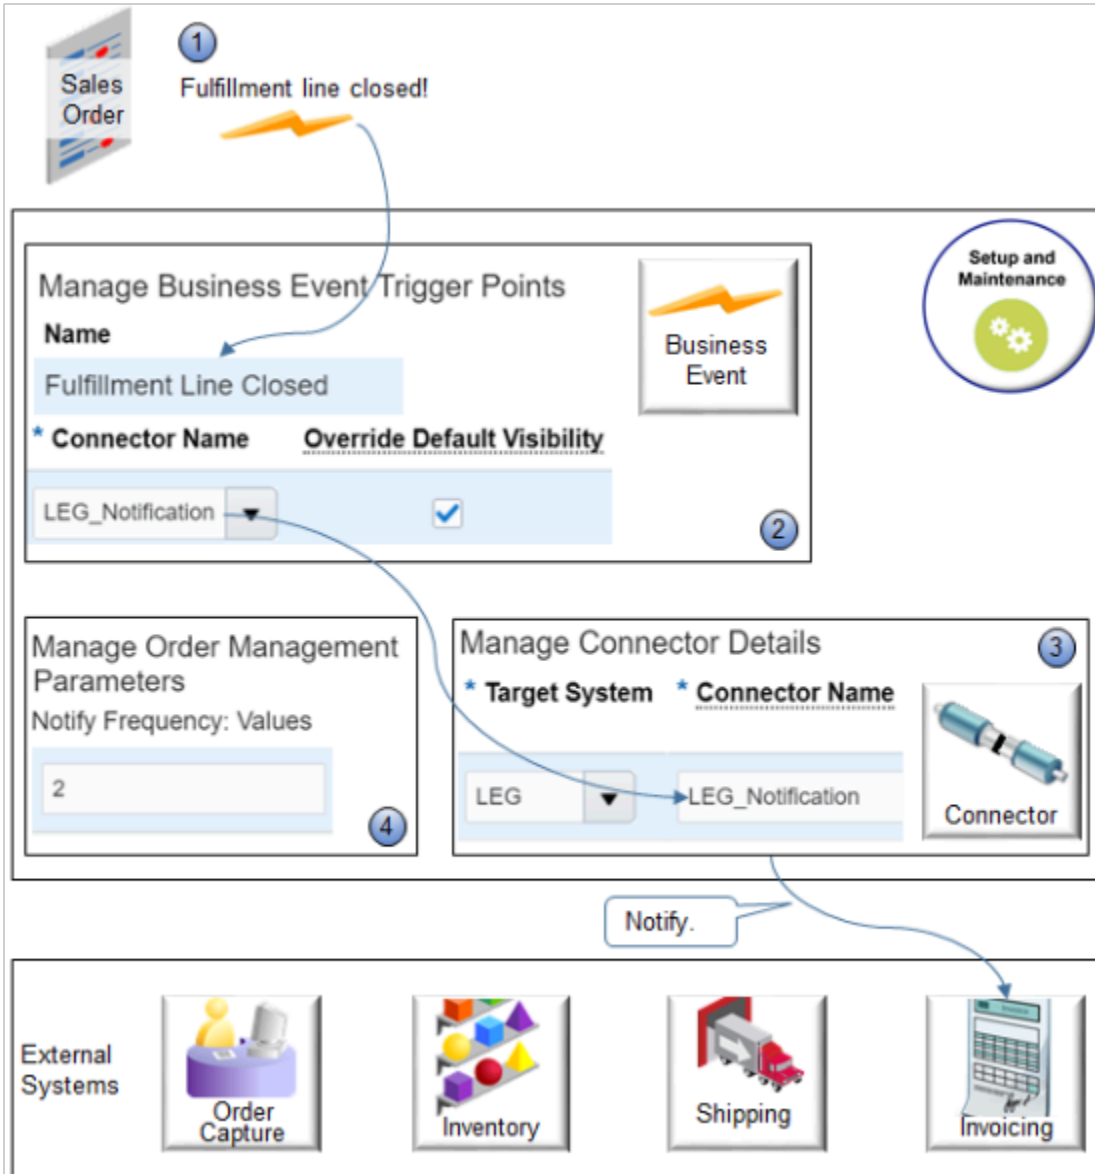 1
Sales
Order
Fulfillment line closed!
Setup and
Maintenance
Manage Business Event Trigger Points
Name
Fulfillment Line Closed
Business
Event
* Connector Name Override Default Visibility
LEG_Notification
2
Manage Order Management
Parameters
Notify Frequency: Values
2
4
Manage Connector Details
3
* Target System * Connector Name
LEG LEG_Notification
Connector
Notify.
External
Systems
Order
Capture
Inventory
Shipping
Invoicing